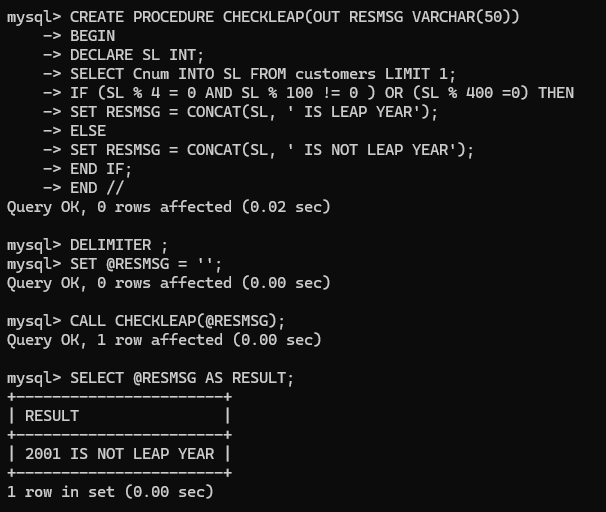 mysql> CREATE PROCEDURE CHECKLEAP(OUT RESMSG VARCHAR(50))
    -> BEGIN
    -> DECLARE SL INT;
    -> SELECT Cnum INTO SL FROM customers LIMIT 1;
    -> IF (SL % 4 = 0 AND SL % 100 != 0 ) OR (SL % 400 =0) THEN
    -> SET RESMSG = CONCAT(SL, ' IS LEAP YEAR');
    -> ELSE
    -> SET RESMSG = CONCAT(SL, ' IS NOT LEAP YEAR');
    -> END IF;
    -> END //
Query OK, 0 rows affected (0.02 sec)

mysql> DELIMITER ;
mysql> SET @RESMSG = '';
Query OK, 0 rows affected (0.00 sec)

mysql> CALL CHECKLEAP(@RESMSG);
Query OK, 1 row affected (0.00 sec)

mysql> SELECT @RESMSG AS RESULT;
+-----------------------+
| RESULT                |
+-----------------------+
| 2001 IS NOT LEAP YEAR |
+-----------------------+
1 row in set (0.00 sec)